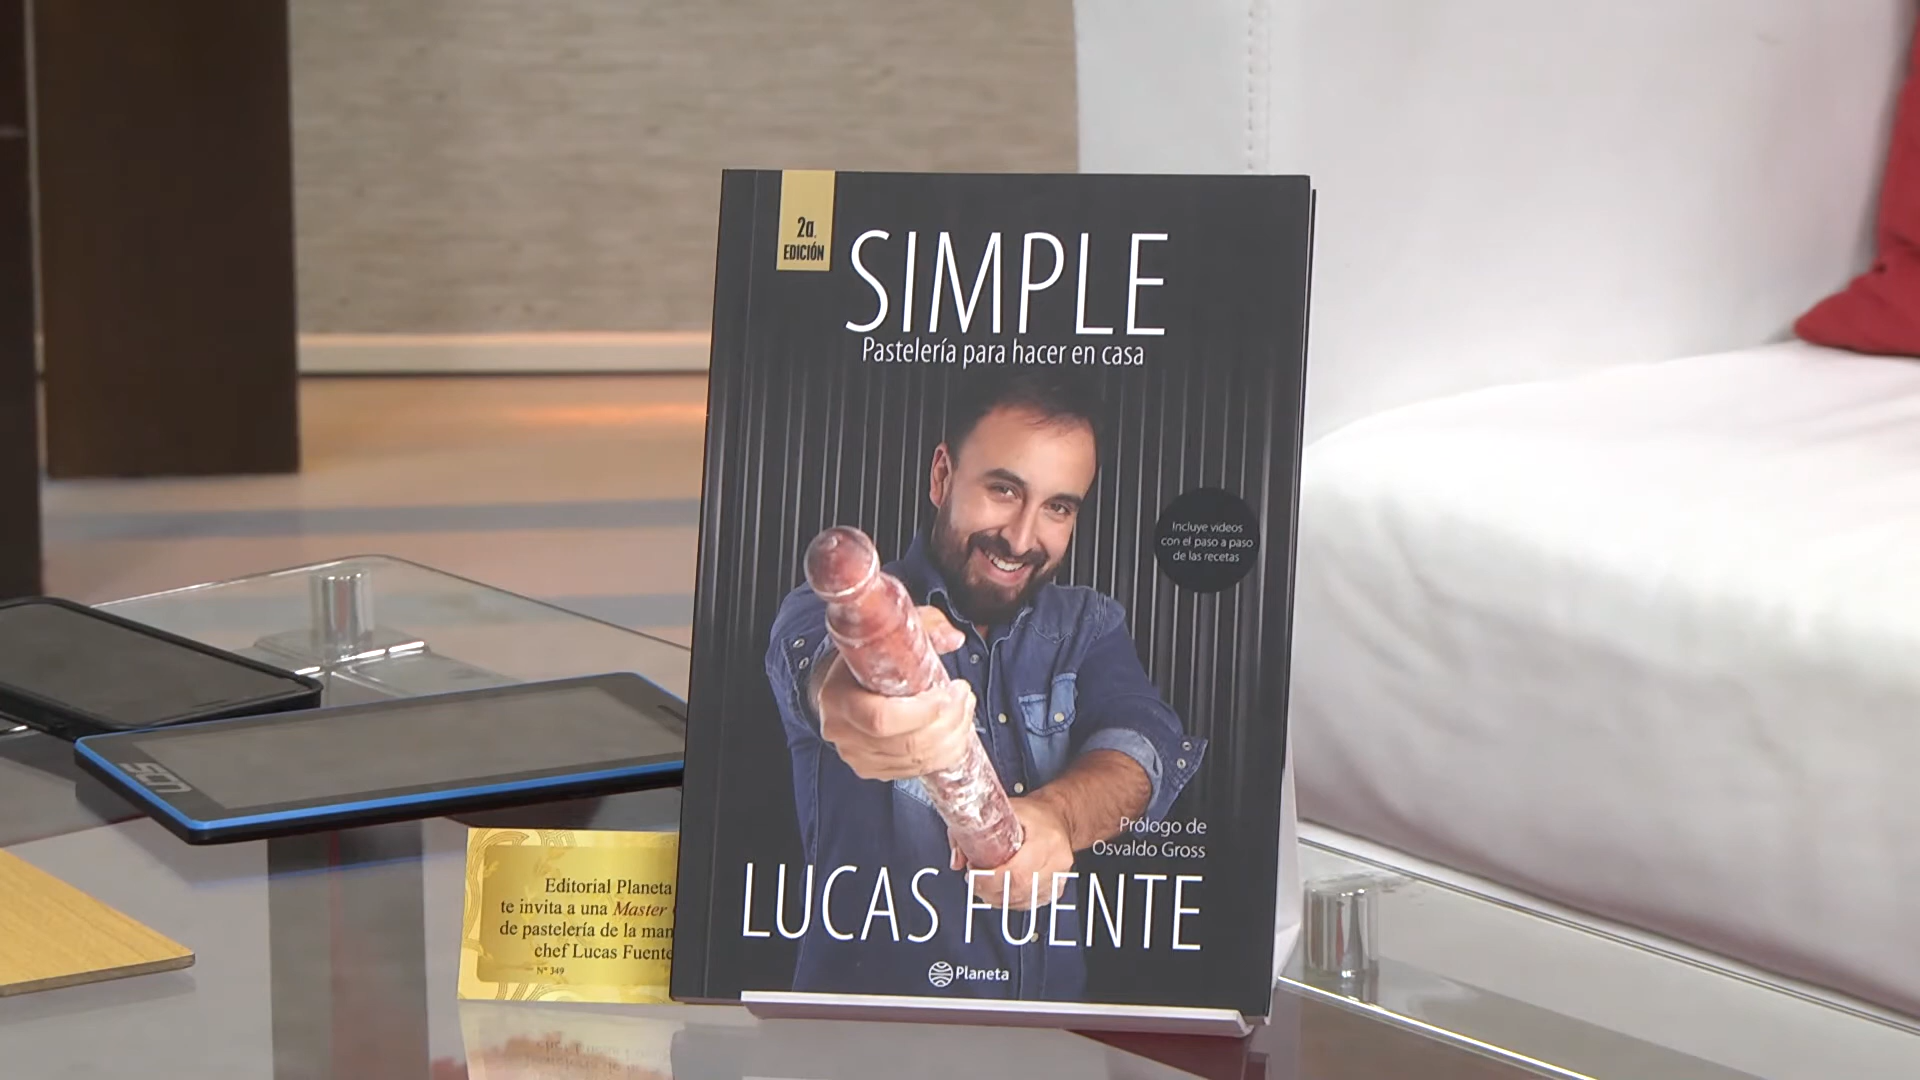 2a.
EDICIÓN
SIMPLE
Pastelería para hacer en casa
Incluye videos
con el paso a paso
de las recetas
Prólogo de
Osvaldo Gross
LUCAS FUENTE
Planeta
Editorial Planeta
te invita a una Master
de pastelería de la man
chef Lucas Fuente
N° 349